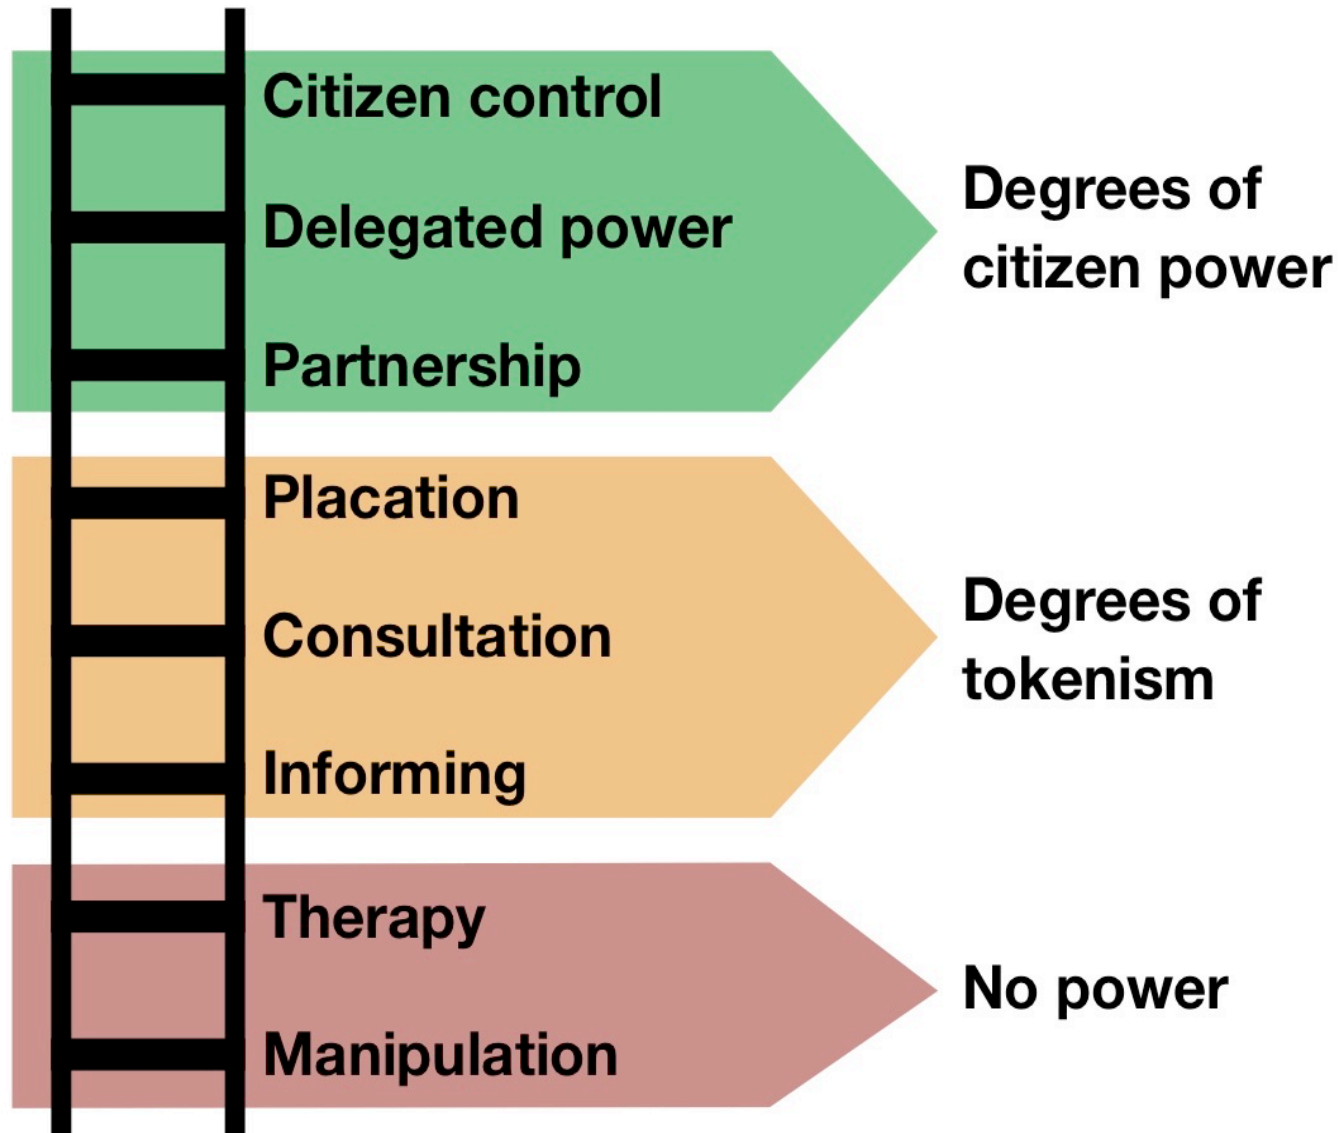 Citizen control
Delegated power
Partnership
Degrees of
citizen power
Placation
Consultation
Informing
Degrees of
tokenism
Therapy
Manipulation
No power